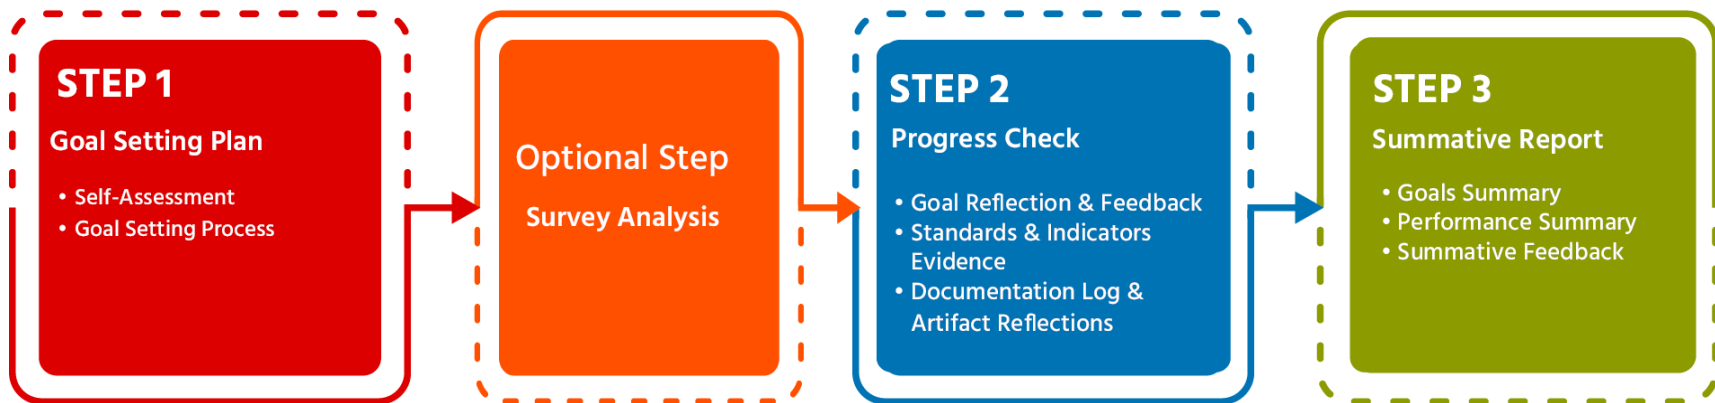 STEP 1
Goal Setting Plan
• Self-Assessment
• Goal Setting Process
Optional Step
Survey Analysis
STEP 2
Progress Check
• Goal Reflection & Feedback
• Standards & Indicators
Evidence
• Documentation Log &
Artifact Reflections
STEP 3
Summative Report
• Goals Summary
• Performance Summary
• Summative Feedback